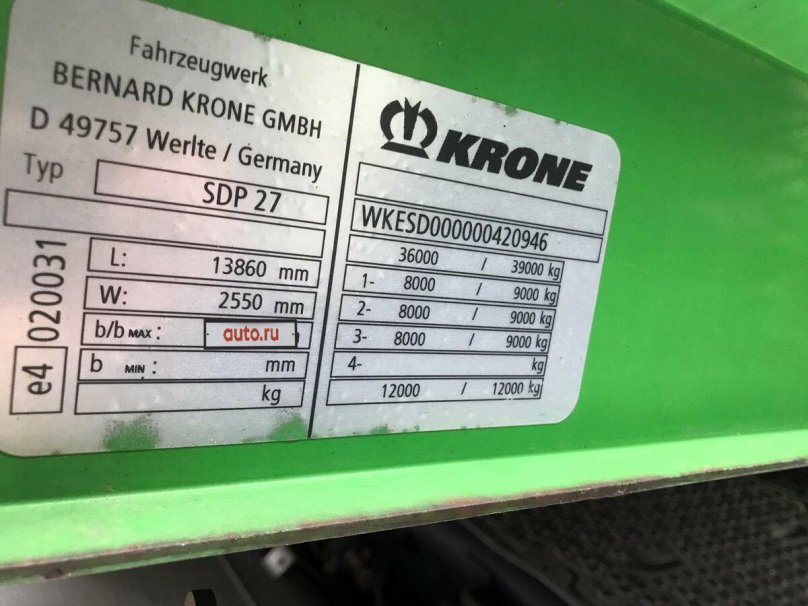 Fahrzeugwerk
BERNARD KRONE GMBH
D 49757 Werlte / Germany
Typ SDP 27
e4 020031
L: 13860 mm
W: 2550 mm
b/b MAX :
auto.ru
b MIN : mm
kg
KRONE
WKESD000000420946
36000 / 39000 kg
1- 8000 / 9000 kg
2- 8000 / 9000 kg
3- 8000 / 9000 kg
4- kg
12000 / 12000 kg